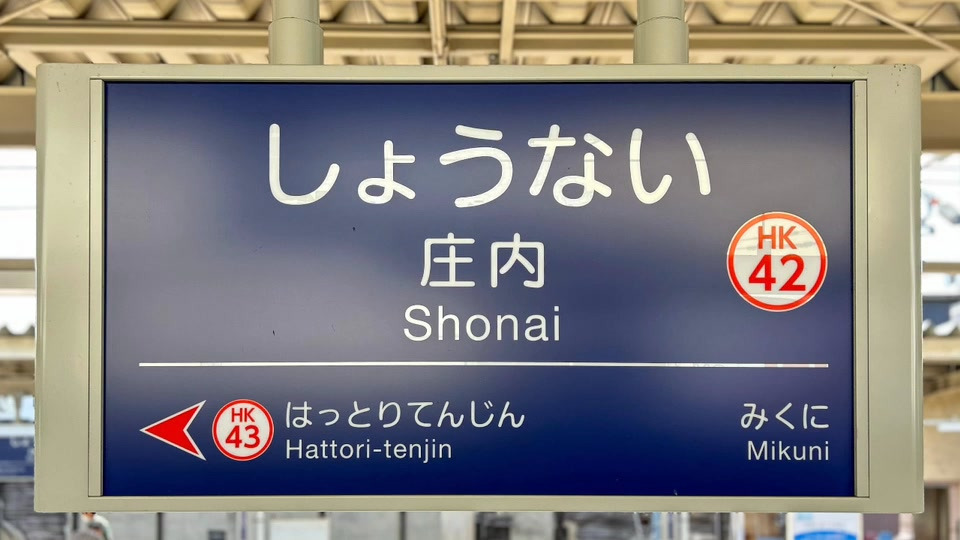 しょうない
庄内
Shonai
HK
42
HK
43
はっとりてんじん
Hattori-tenjin
みくに
Mikuni